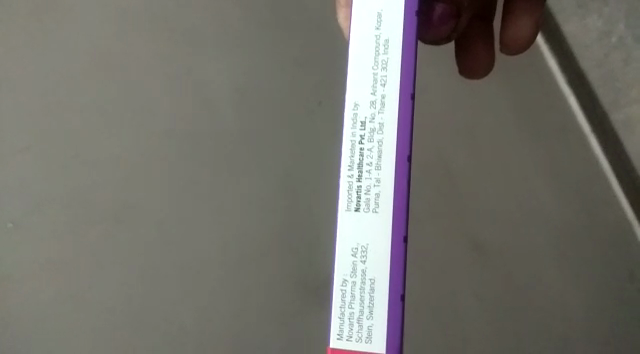 Manufactured by :
Novartis Pharma Stein AG,
Schaffhauserstrasse, 4332,
Stein, Switzerland.
Imported & Marketed in India by:
Novartis Healthcare Pvt. Ltd.,
Gala No. 1-A & 2-A, Bldg. No. 28, Arihant Compound, Kopar,
Purna, Tal - Bhiwandi, Dist - Thane - 421 302, India.